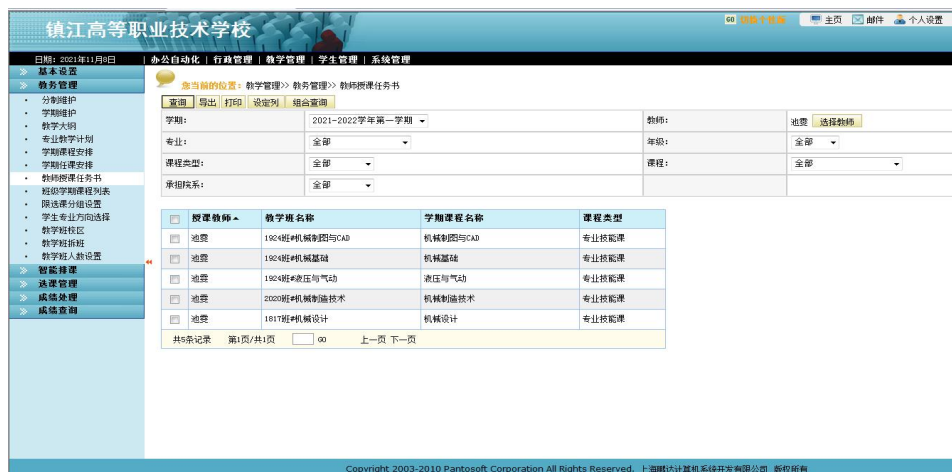 镇江高等职业技术学校
GO 主页 邮件 个人设置
日期：2021年11月8日 | 办公自动化 | 行政管理 | 教学管理 | 学生管理 | 系统管理
基本设置
教务管理
分制维护
学期维护
教学大纲
专业教学计划
学期课程安排
学期任课安排
教师授课任务书
班级学期课程列表
限选课分组设置
学生专业方向选择
教学班校区
教学班拆班
教学班人数设置
智能排课
选课管理
成绩处理
成绩查询
您当前的位置：教学管理>> 教务管理>> 教师授课任务书
查询 导出 打印 设定列 组合查询
学期： 2021-2022学年第一学期 教师： 池霞 选择教师
专业： 全部 年级： 全部
课程类型： 全部 课程： 全部
承担院系： 全部
授课教师 教学班名称 学期课程名称 课程类型
池霞 1924班#机械制图与CAD 机械制图与CAD 专业技能课
池霞 1924班#机械基础 机械基础 专业技能课
池霞 1924班#液压与气动 液压与气动 专业技能课
池霞 2020班#机械制造技术 机械制造技术 专业技能课
池霞 1817班#机械设计 机械设计 专业技能课
共5条记录 第1页/共1页 GO 上一页 下一页
Copyright 2003-2010 Pantosoft Corporation All Rights Reserved. 上海鹏达计算机系统开发有限公司 版权所有